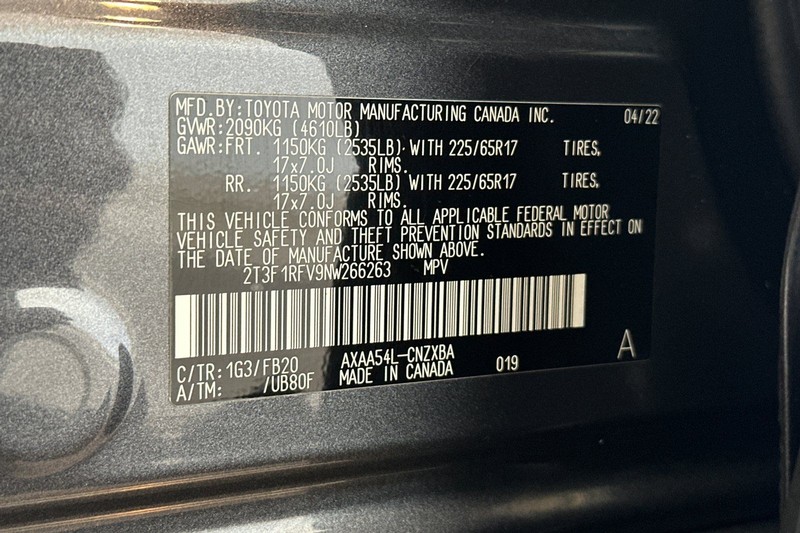 MFD.BY:TOYOTA MOTOR MANUFACTURING CANADA INC. 04/22
GVWR:2090KG (4610LB)
GAWR:FRT. 1150KG (2535LB) WITH 225/65R17 TIRES,
17x7.0J RIMS.
RR. 1150KG (2535LB) WITH 225/65R17 TIRES,
17x7.0J RIMS.
THIS VEHICLE CONFORMS TO ALL APPLICABLE FEDERAL MOTOR
VEHICLE SAFETY AND THEFT PREVENTION STANDARDS IN EFFECT ON
THE DATE OF MANUFACTURE SHOWN ABOVE.
2T3F1RFV9NW266263 MPV
C/TR:1G3/FB20 AXAA54L-CNZXBA 019 A
A/TM: /UB80F MADE IN CANADA